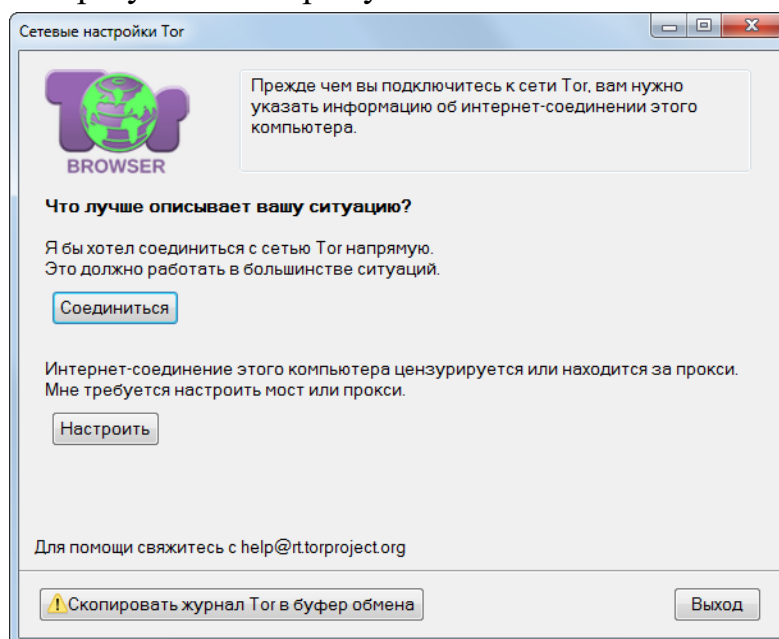 Сетевые настройки Tor
Tor
BROWSER
Прежде чем вы подключитесь к сети Tor, вам нужно
указать информацию об интернет-соединении этого
компьютера.
Что лучше описывает вашу ситуацию?
Я бы хотел соединиться с сетью Tor напрямую.
Это должно работать в большинстве ситуаций.
Соединиться
Интернет-соединение этого компьютера цензурируется или находится за прокси.
Мне требуется настроить мост или прокси.
Настроить
Для помощи свяжитесь с help@rt.torproject.org
Скопировать журнал Tor в буфер обмена
Выход